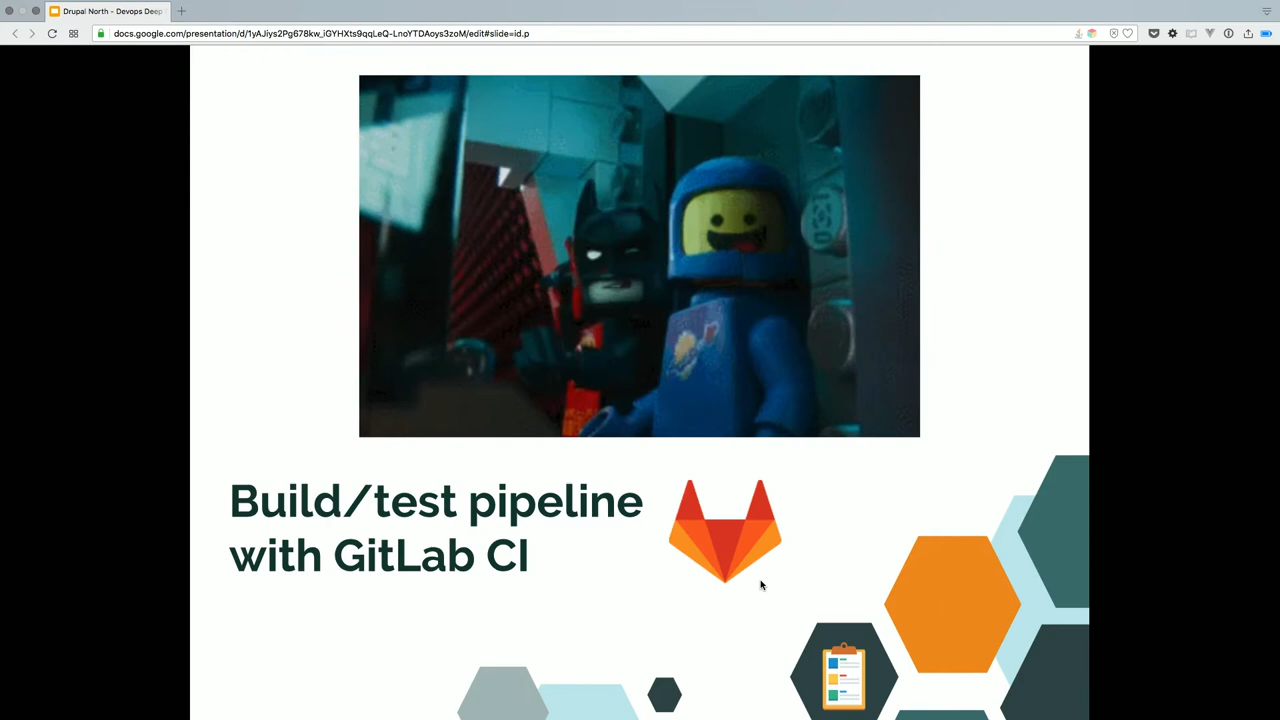 Drupal North - Devops Deep
docs.google.com/presentation/d/1yAJiys2Pg678kw_iGYHXts9qqLeQ-LnoYTDAoys3zoM/edit#slide=id.p
Build/test pipeline
with GitLab CI